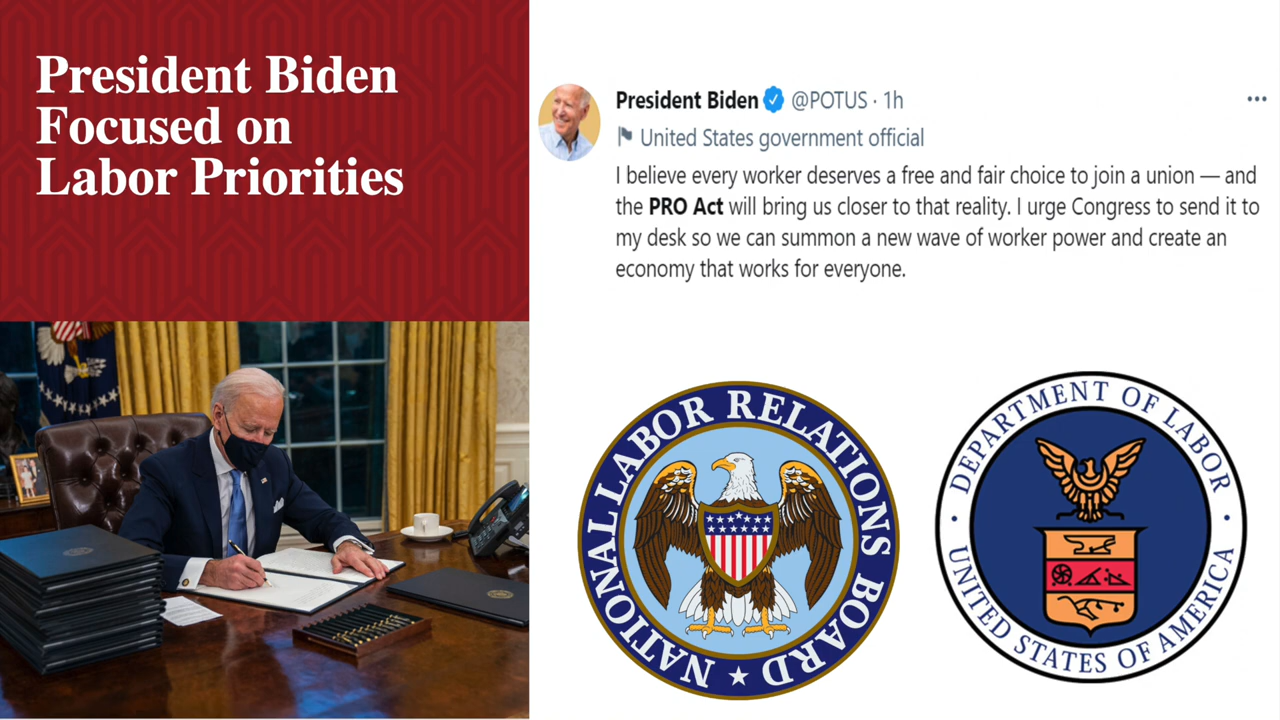 President Biden
Focused on
Labor Priorities
President Biden @POTUS · 1h
United States government official
I believe every worker deserves a free and fair choice to join a union — and
the PRO Act will bring us closer to that reality. I urge Congress to send it to
my desk so we can summon a new wave of worker power and create an
economy that works for everyone.
NATIONAL LABOR RELATIONS BOARD
DEPARTMENT OF LABOR
UNITED STATES OF AMERICA